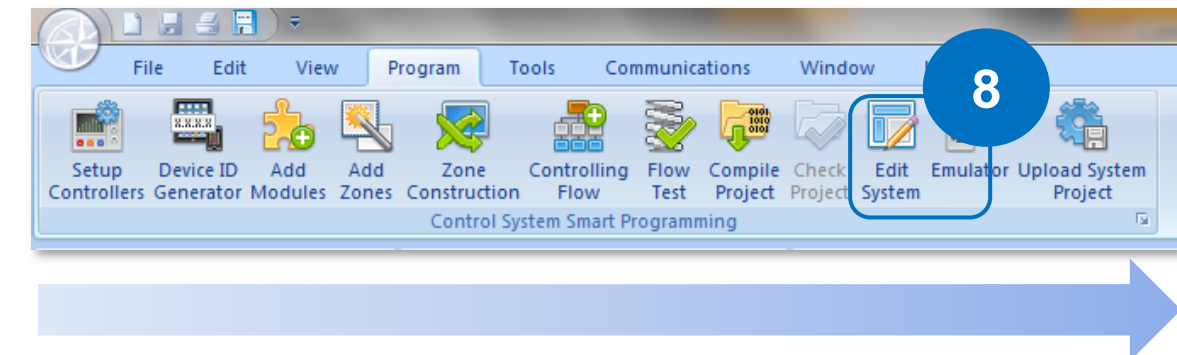 File Edit View Program Tools Communications Window
8
Setup Device ID Add Add Zone Controlling Flow Compile Check Edit Emulator Upload System
Controllers Generator Modules Zones Construction Flow Test Project Project System Project
Control System Smart Programming